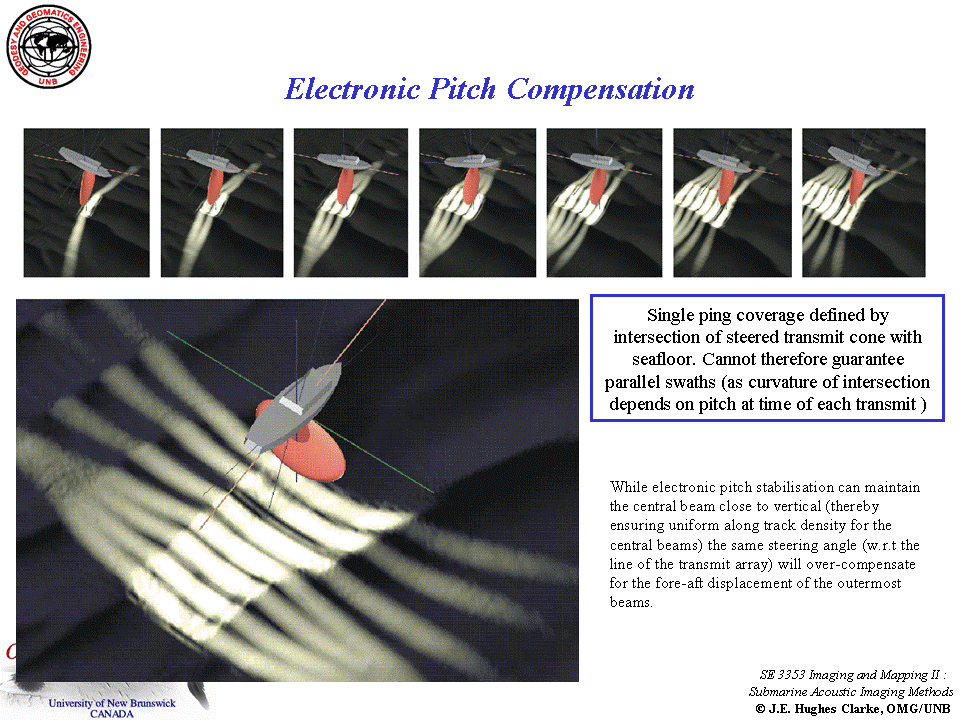 GEODESY AND GEOMATICS ENGINEERING
UNB
Electronic Pitch Compensation
Single ping coverage defined by
intersection of steered transmit cone with
seafloor. Cannot therefore guarantee
parallel swaths (as curvature of intersection
depends on pitch at time of each transmit )
While electronic pitch stabilisation can maintain
the central beam close to vertical (thereby
ensuring uniform along track density for the
central beams) the same steering angle (w.r.t the
line of the transmit array) will over-compensate
for the fore-aft displacement of the outermost
beams.
University of New Brunswick
CANADA
SE 3353 Imaging and Mapping II :
Submarine Acoustic Imaging Methods
© J.E. Hughes Clarke, OMG/UNB